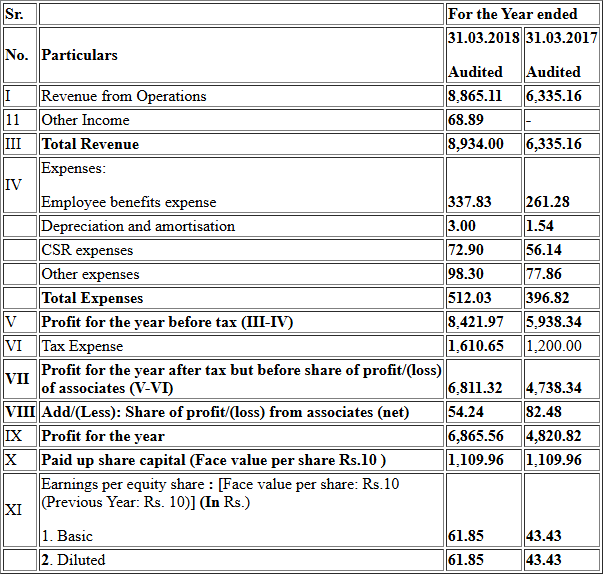 Sr. For the Year ended
No. Particulars 31.03.2018 31.03.2017
Audited Audited
I Revenue from Operations 8,865.11 6,335.16
11 Other Income 68.89 -
III Total Revenue 8,934.00 6,335.16
IV Expenses:
Employee benefits expense 337.83 261.28
Depreciation and amortisation 3.00 1.54
CSR expenses 72.90 56.14
Other expenses 98.30 77.86
Total Expenses 512.03 396.82
V Profit for the year before tax (III-IV) 8,421.97 5,938.34
VI Tax Expense 1,610.65 1,200.00
VII Profit for the year after tax but before share of profit/(loss)
of associates (V-VI) 6,811.32 4,738.34
VIII Add/(Less): Share of profit/(loss) from associates (net) 54.24 82.48
IX Profit for the year 6,865.56 4,820.82
X Paid up share capital (Face value per share Rs.10 ) 1,109.96 1,109.96
XI Earnings per equity share : [Face value per share: Rs.10
(Previous Year: Rs. 10)] (In Rs.)
1. Basic 61.85 43.43
2. Diluted 61.85 43.43